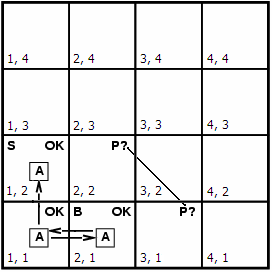 1, 4 2, 4 3, 4 4, 4
1, 3 2, 3 3, 3 4, 3
S OK P?
A
1, 2 2, 2 3, 2 4, 2
OK B OK P?
A A
1, 1 2, 1 3, 1 4, 1